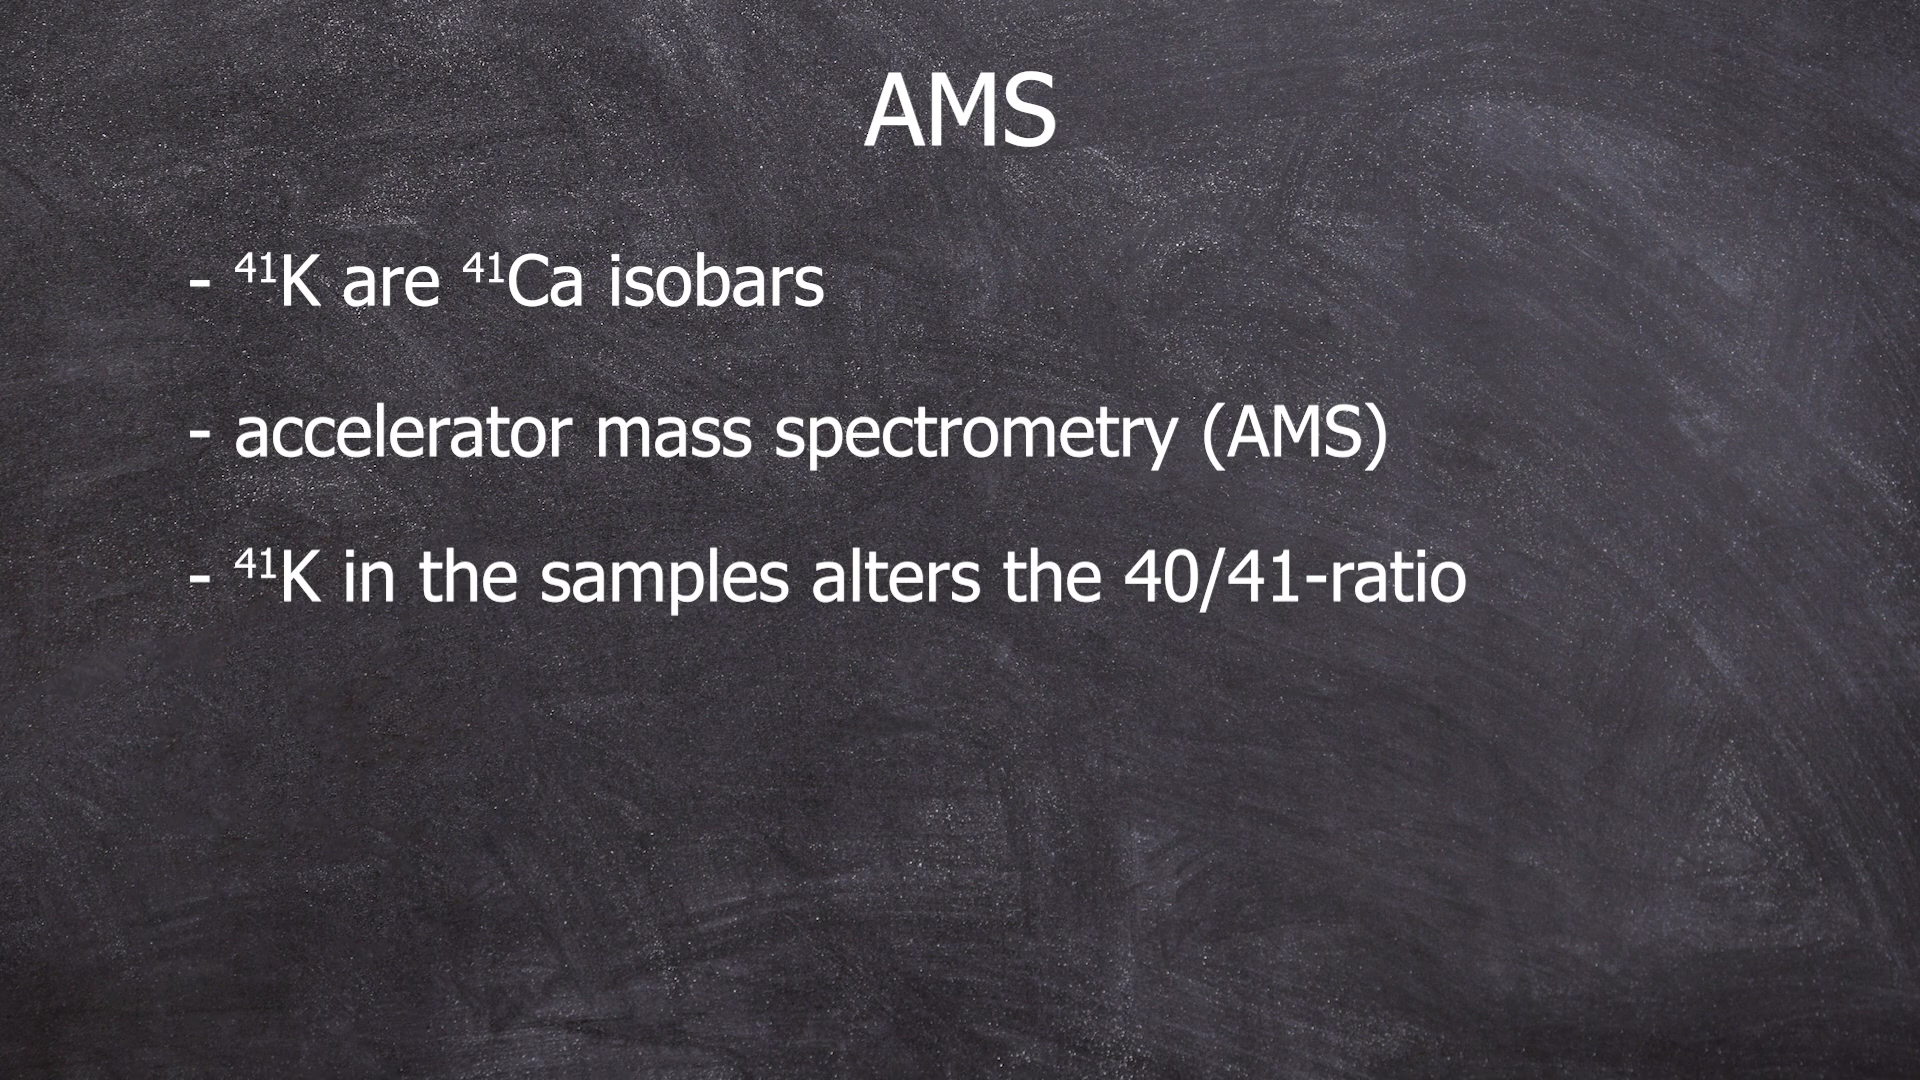 AMS
- ⁴¹K are ⁴¹Ca isobars
- accelerator mass spectrometry (AMS)
- ⁴¹K in the samples alters the 40/41-ratio